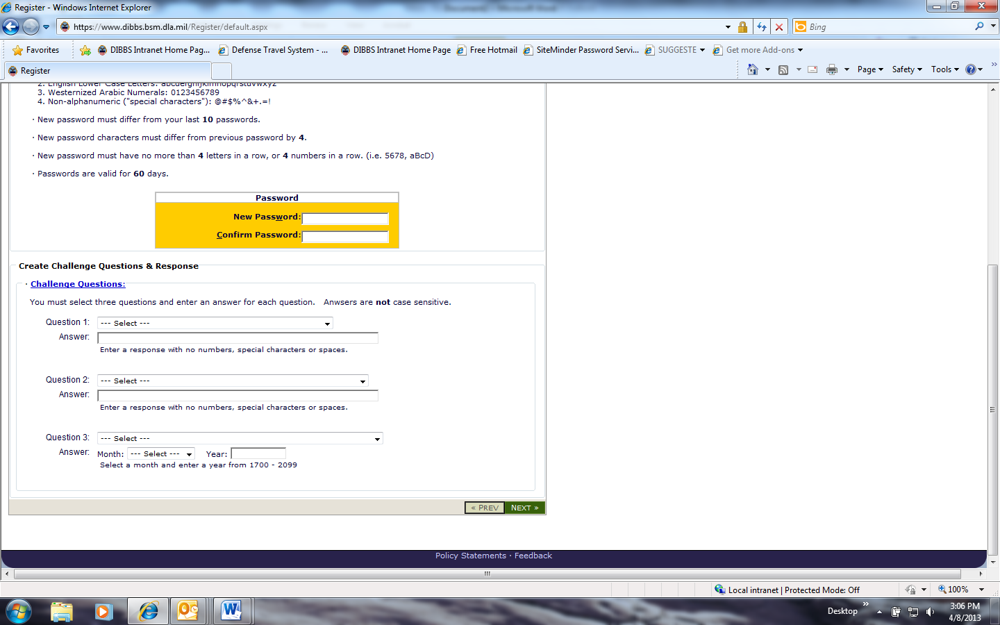 Register - Windows Internet Explorer
https://www.dibbs.bsm.dla.mil/Register/default.aspx
Bing
Favorites
DIBBS Intranet Home Pag...
Defense Travel System - ...
DIBBS Intranet Home Page
Free Hotmail
SiteMinder Password Servi...
SUGGESTE
Get more Add-ons
Register
Page
Safety
Tools
2. English Lower Case Letters: abcdefghijklmnopqrstuvwxyz
3. Westernized Arabic Numerals: 0123456789
4. Non-alphanumeric ("special characters"): @#$%^&+.=!
· New password must differ from your last 10 passwords.
· New password characters must differ from previous password by 4.
· New password must have no more than 4 letters in a row, or 4 numbers in a row. (i.e. 5678, aBcD)
· Passwords are valid for 60 days.
Password
New Password:
Confirm Password:
Create Challenge Questions & Response
· Challenge Questions:
You must select three questions and enter an answer for each question. Anwsers are not case sensitive.
Question 1: --- Select ---
Answer:
Enter a response with no numbers, special characters or spaces.
Question 2: --- Select ---
Answer:
Enter a response with no numbers, special characters or spaces.
Question 3: --- Select ---
Answer: Month: --- Select --- Year:
Select a month and enter a year from 1700 - 2099
« PREV NEXT »
Policy Statements · Feedback
Local intranet | Protected Mode: Off
100%
Desktop
3:06 PM
4/8/2013